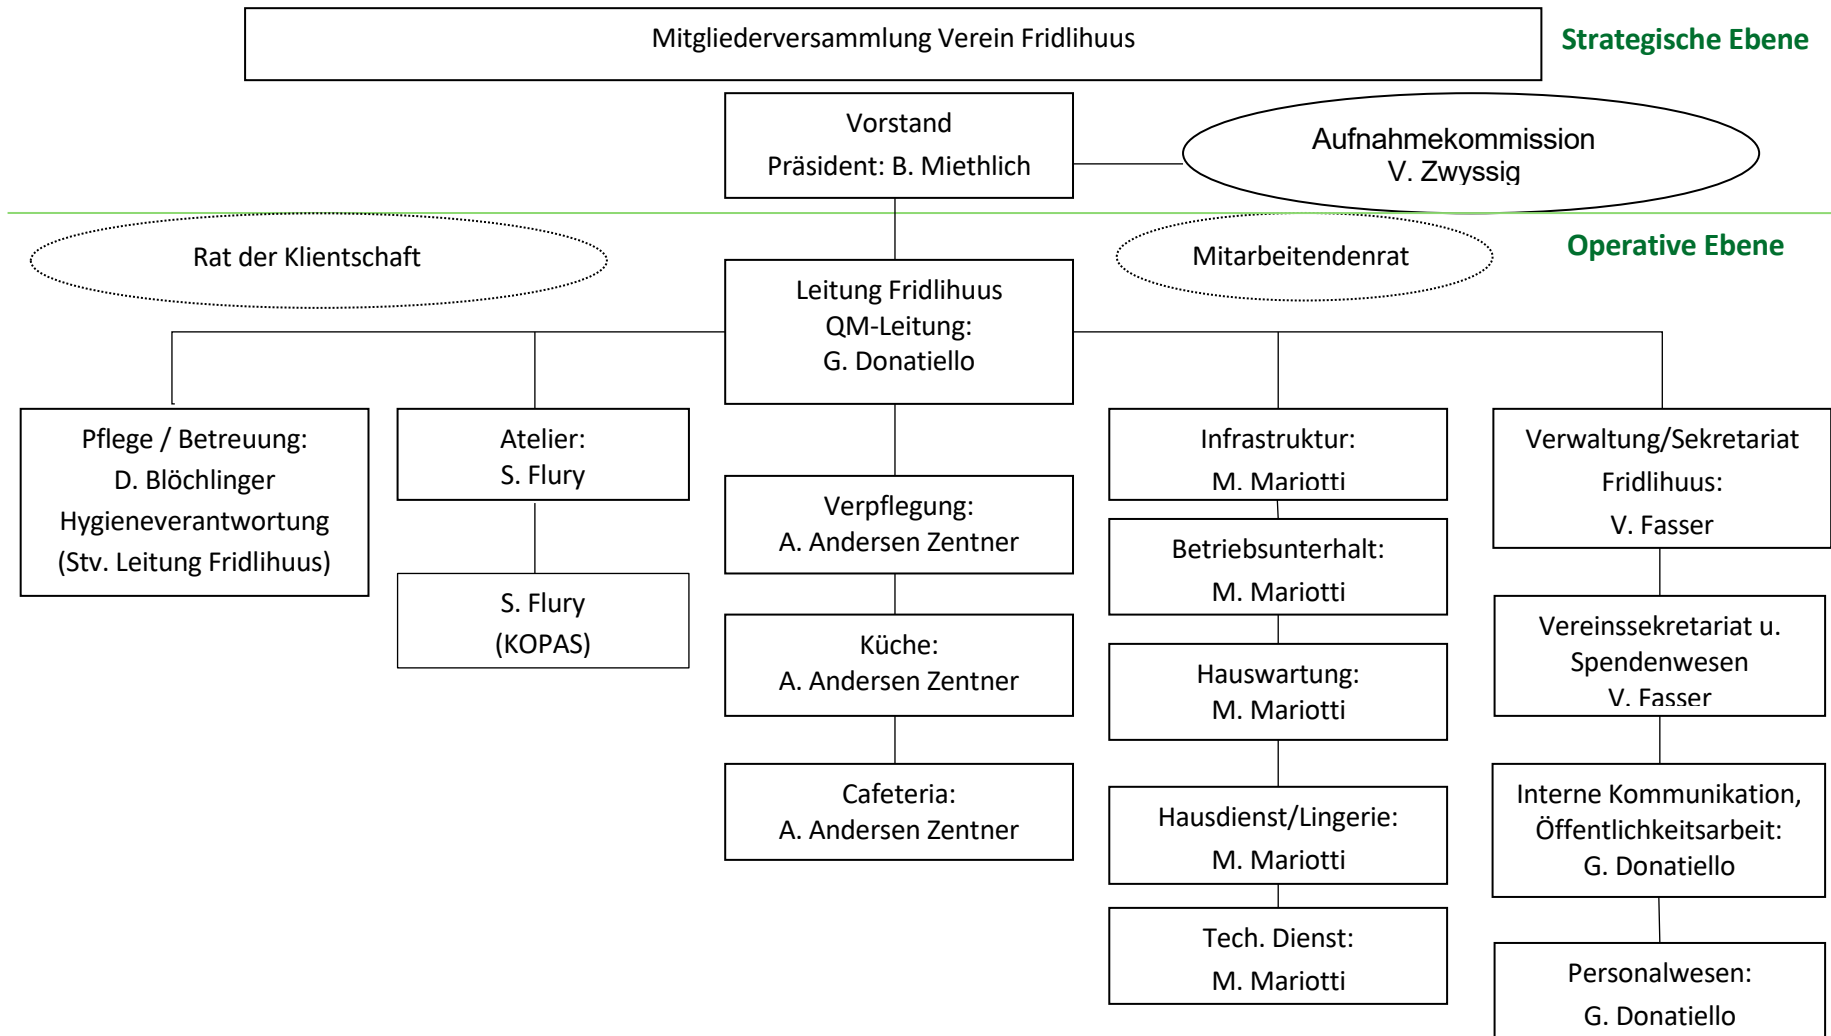 Mitgliederversammlung Verein Fridlihuus
Strategische Ebene
Vorstand
Präsident: B. Miethlich
Aufnahmekommission
V. Zwyssig
Rat der Klientschaft
Mitarbeitendenrat
Operative Ebene
Leitung Fridlihuus
QM-Leitung:
G. Donatiello
Pflege / Betreuung:
D. Blöchlinger
Hygieneverantwortung
(Stv. Leitung Fridlihuus)
Atelier:
S. Flury
S. Flury
(KOPAS)
Verpflegung:
A. Andersen Zentner
Küche:
A. Andersen Zentner
Cafeteria:
A. Andersen Zentner
Infrastruktur:
M. Mariotti
Betriebsunterhalt:
M. Mariotti
Hauswartung:
M. Mariotti
Hausdienst/Lingerie:
M. Mariotti
Tech. Dienst:
M. Mariotti
Verwaltung/Sekretariat
Fridlihuus:
V. Fasser
Vereinssekretariat u.
Spendenwesen
V. Fasser
Interne Kommunikation,
Öffentlichkeitsarbeit:
G. Donatiello
Personalwesen:
G. Donatiello